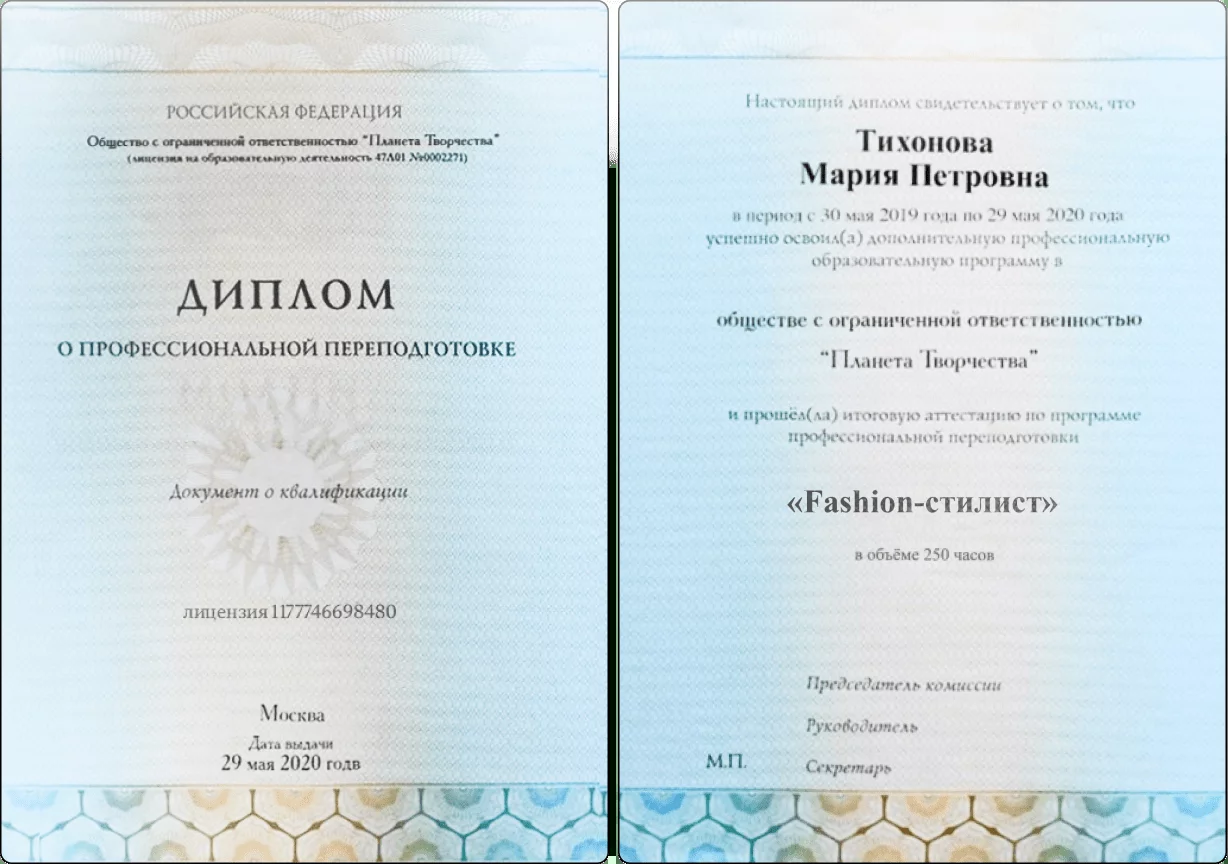 РОССИЙСКАЯ ФЕДЕРАЦИЯ
Общество с ограниченной ответственностью "Планета Творчества"
(лицензия на образовательную деятельность 47Л01 №0002271)
ДИПЛОМ
О ПРОФЕССИОНАЛЬНОЙ ПЕРЕПОДГОТОВКЕ
Документ о квалификации
лицензия 1177746698480
Москва
Дата выдачи
29 мая 2020 годв
Настоящий диплом свидетельствует о том, что
Тихонова
Мария Петровна
в период с 30 мая 2019 года по 29 мая 2020 года
успешно освоил(а) дополнительную профессиональную
образовательную программу в
обществе с ограниченной ответственностью
"Планета Творчества"
и прошёл(ла) итоговую аттестацию по программе
профессиональной переподготовки
«Fashion-стилист»
в объёме 250 часов
Председатель комиссии
Руководитель
М.П.
Секретарь